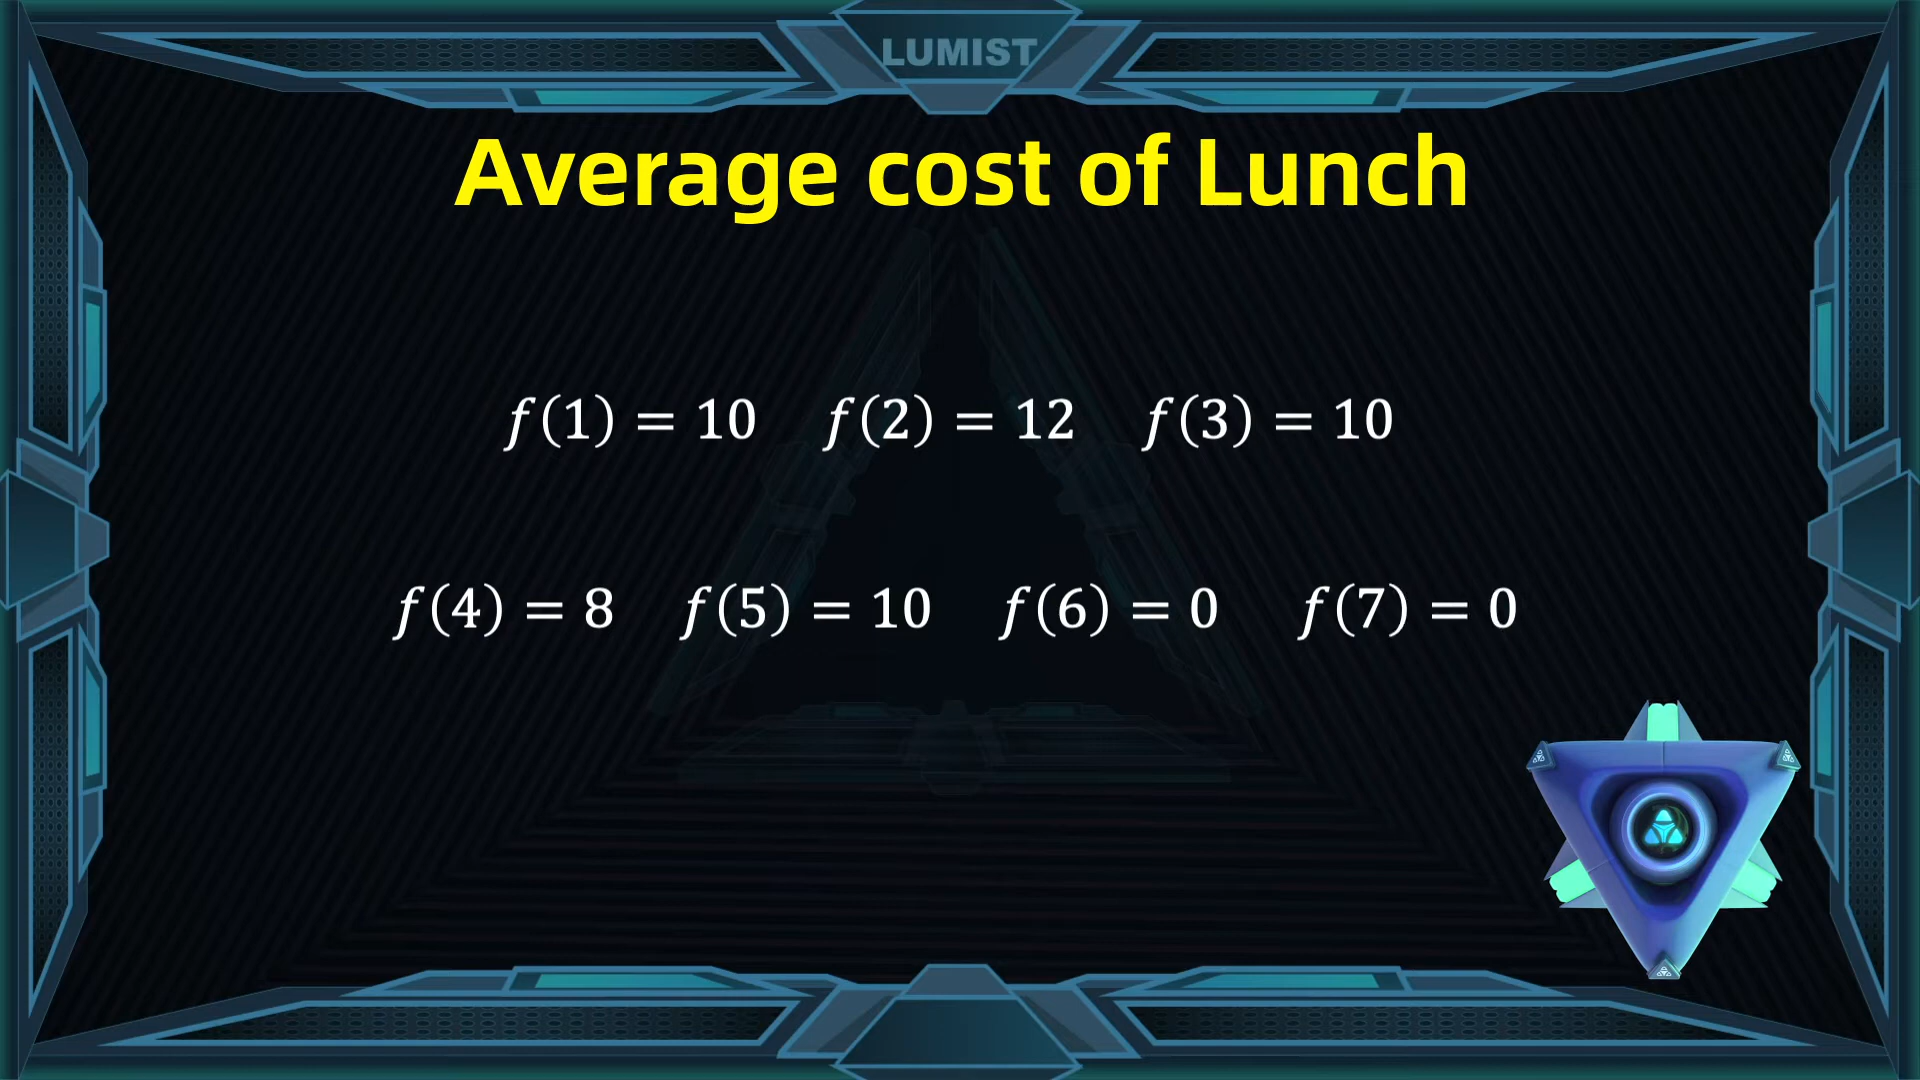 LUMIST
Average cost of Lunch
f(1) = 10 f(2) = 12 f(3) = 10
f(4) = 8 f(5) = 10 f(6) = 0 f(7) = 0